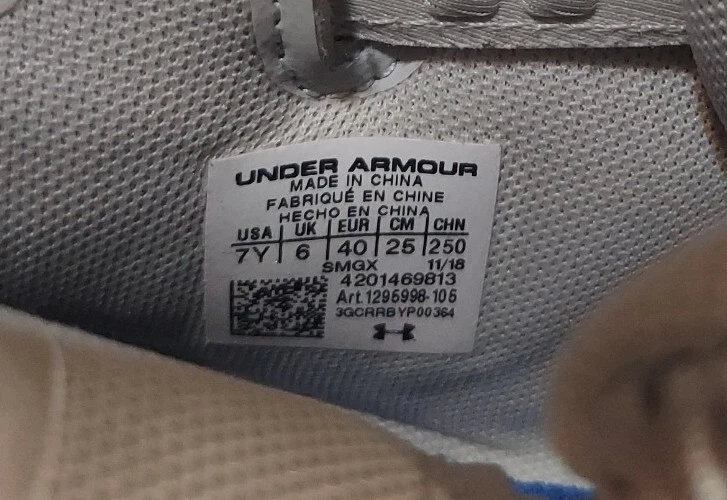 UNDER ARMOUR
MADE IN CHINA
FABRIQUÉ EN CHINE
HECHO EN CHINA
USA | UK | EUR | CM | CHN
7Y | 6 | 40 | 25 | 250
SMGX 11/18
4201469813
Art.1295998-105
3GCRRBYP00364